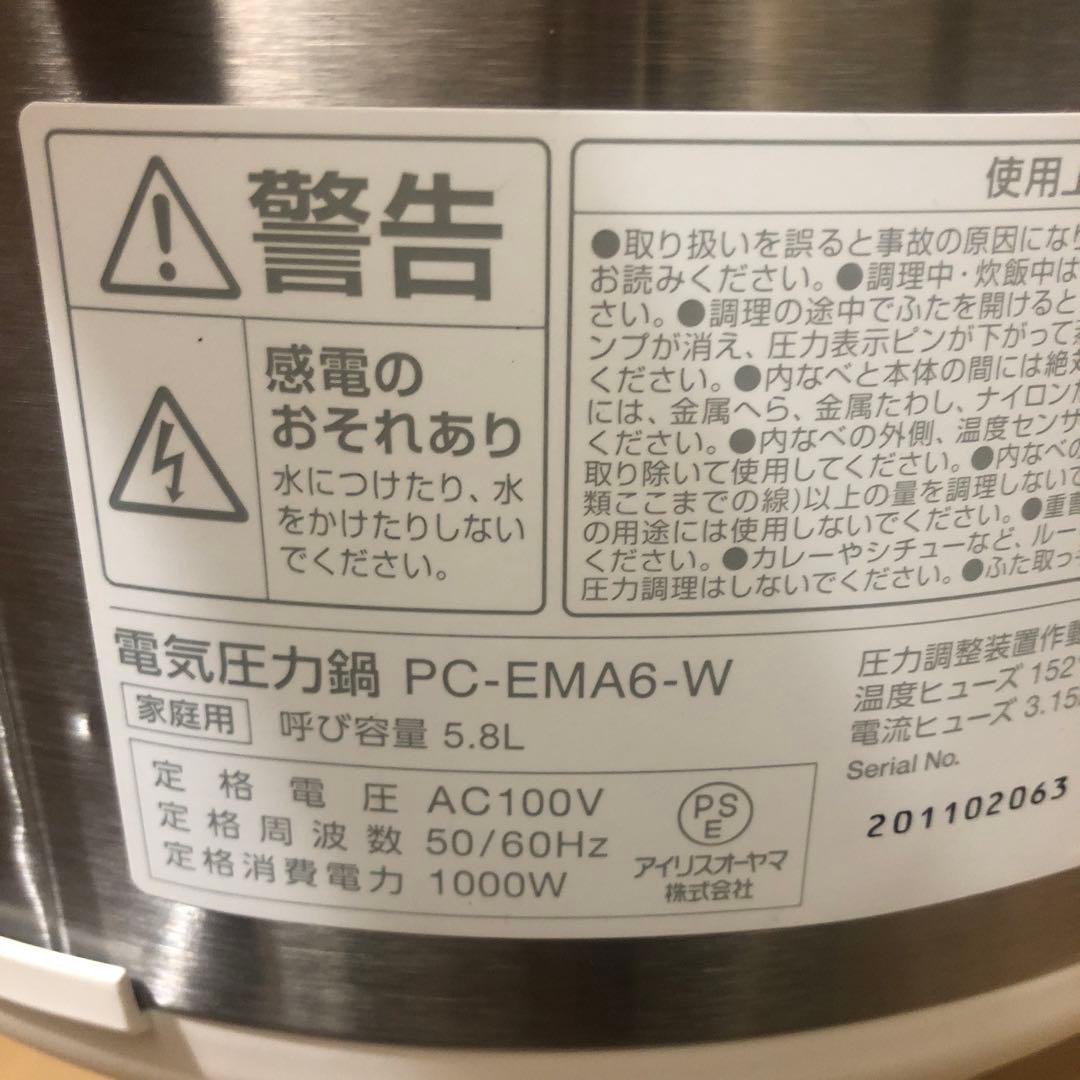 警告
感電の
おそれあり
水につけたり、水
をかけたりしない
でください。
使用上
●取り扱いを誤ると事故の原因になり
お読みください。●調理中・炊飯中は
さい。●調理の途中でふたを開けると
ンプが消え、圧力表示ピンが下がって
ください。●内なべと本体の間には絶対
には、金属へら、金属たわし、ナイロンた
ください。●内なべの外側、温度センサ
取り除いて使用してください。●内なべの
類ここまでの線)以上の量を調理しないで
の用途には使用しないでください。●重
ください。●カレーやシチューなど、ルー
圧力調理はしないでください。●ふた取っ手
電気圧力鍋 PC-EMA6-W
家庭用 呼び容量 5.8L
定格電圧 AC100V
定格周波数 50/60Hz
定格消費電力 1000W
PS
E
アイリスオーヤマ
株式会社
圧力調整装置作動
温度ヒューズ 152
電流ヒューズ 3.15
Serial No.
201102063